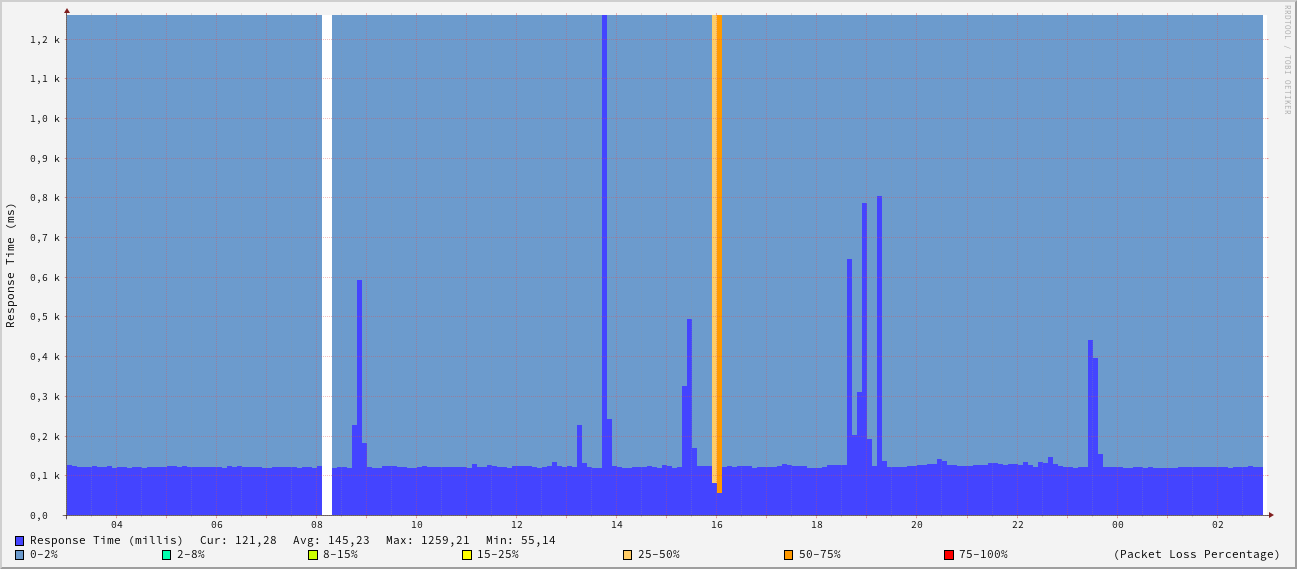 RRDTOOL / TOBI OETIKER
Response Time (ms)
1,2 k
1,1 k
1,0 k
0,9 k
0,8 k
0,7 k
0,6 k
0,5 k
0,4 k
0,3 k
0,2 k
0,1 k
0,0
04 06 08 10 12 14 16 18 20 22 00 02
Response Time (millis) Cur: 121,28 Avg: 145,23 Max: 1259,21 Min: 55,14
0-2% 2-8% 8-15% 15-25% 25-50% 50-75% 75-100% (Packet Loss Percentage)